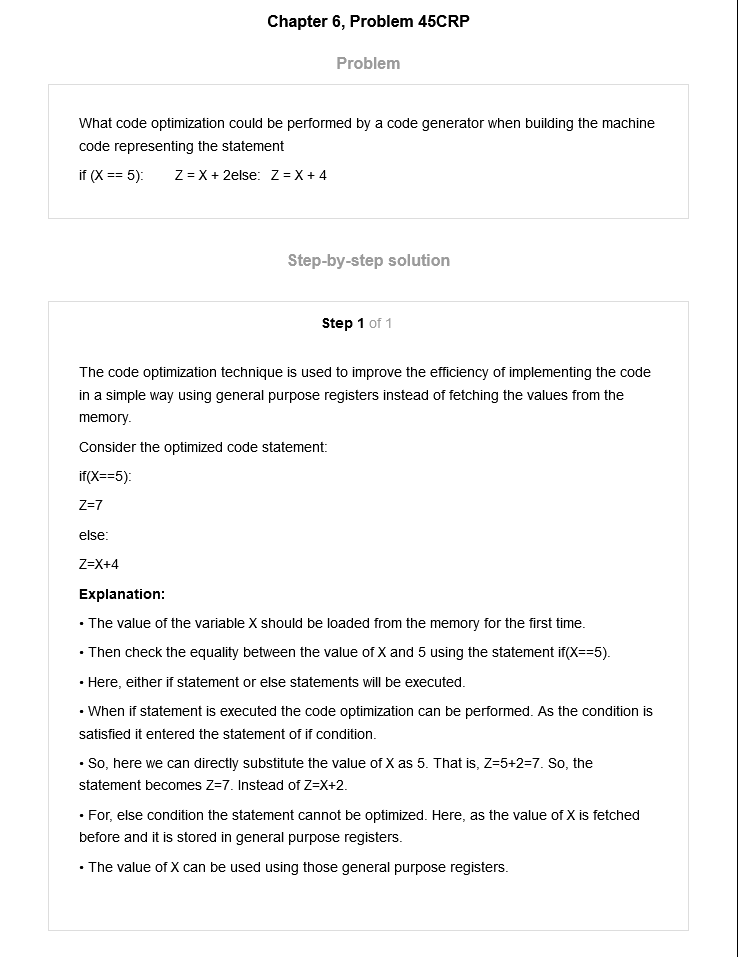 Chapter 6, Problem 45CRP
Problem
What code optimization could be performed by a code generator when building the machine
code representing the statement
if (X == 5): Z = X + 2else: Z = X + 4
Step-by-step solution
Step 1 of 1
The code optimization technique is used to improve the efficiency of implementing the code
in a simple way using general purpose registers instead of fetching the values from the
memory.
Consider the optimized code statement:
if(X==5):
Z=7
else:
Z=X+4
Explanation:
• The value of the variable X should be loaded from the memory for the first time.
• Then check the equality between the value of X and 5 using the statement if(X==5).
• Here, either if statement or else statements will be executed.
• When if statement is executed the code optimization can be performed. As the condition is
satisfied it entered the statement of if condition.
• So, here we can directly substitute the value of X as 5. That is, Z=5+2=7. So, the
statement becomes Z=7. Instead of Z=X+2.
• For, else condition the statement cannot be optimized. Here, as the value of X is fetched
before and it is stored in general purpose registers.
• The value of X can be used using those general purpose registers.